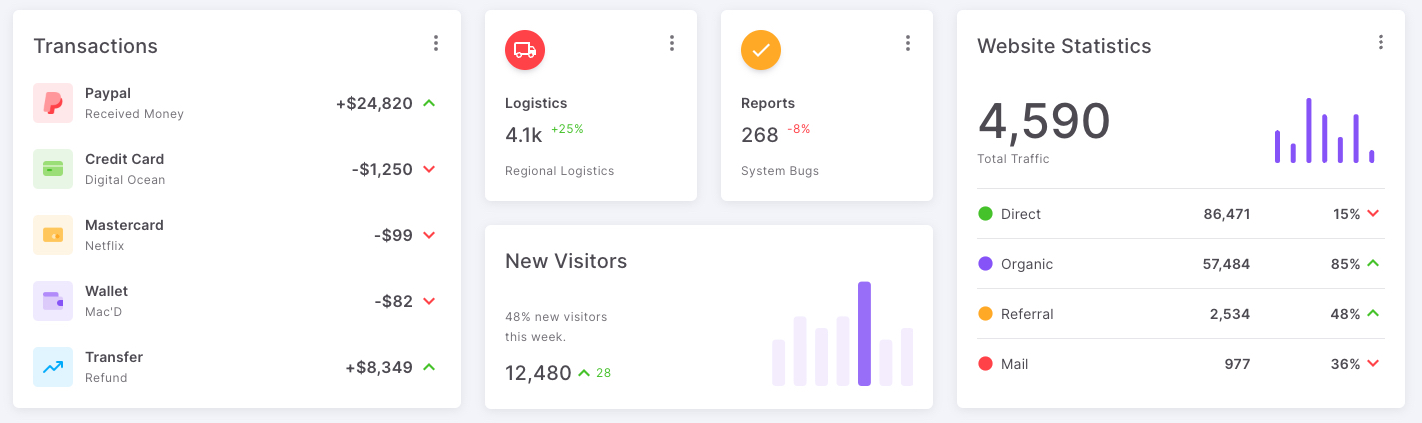 Transactions
Paypal
Received Money
+$24,820
Credit Card
Digital Ocean
-$1,250
Mastercard
Netflix
-$99
Wallet
Mac'D
-$82
Transfer
Refund
+$8,349
Logistics
4.1k +25%
Regional Logistics
Reports
268 -8%
System Bugs
New Visitors
48% new visitors
this week.
12,480 28
Website Statistics
4,590
Total Traffic
Direct 86,471 15%
Organic 57,484 85%
Referral 2,534 48%
Mail 977 36%